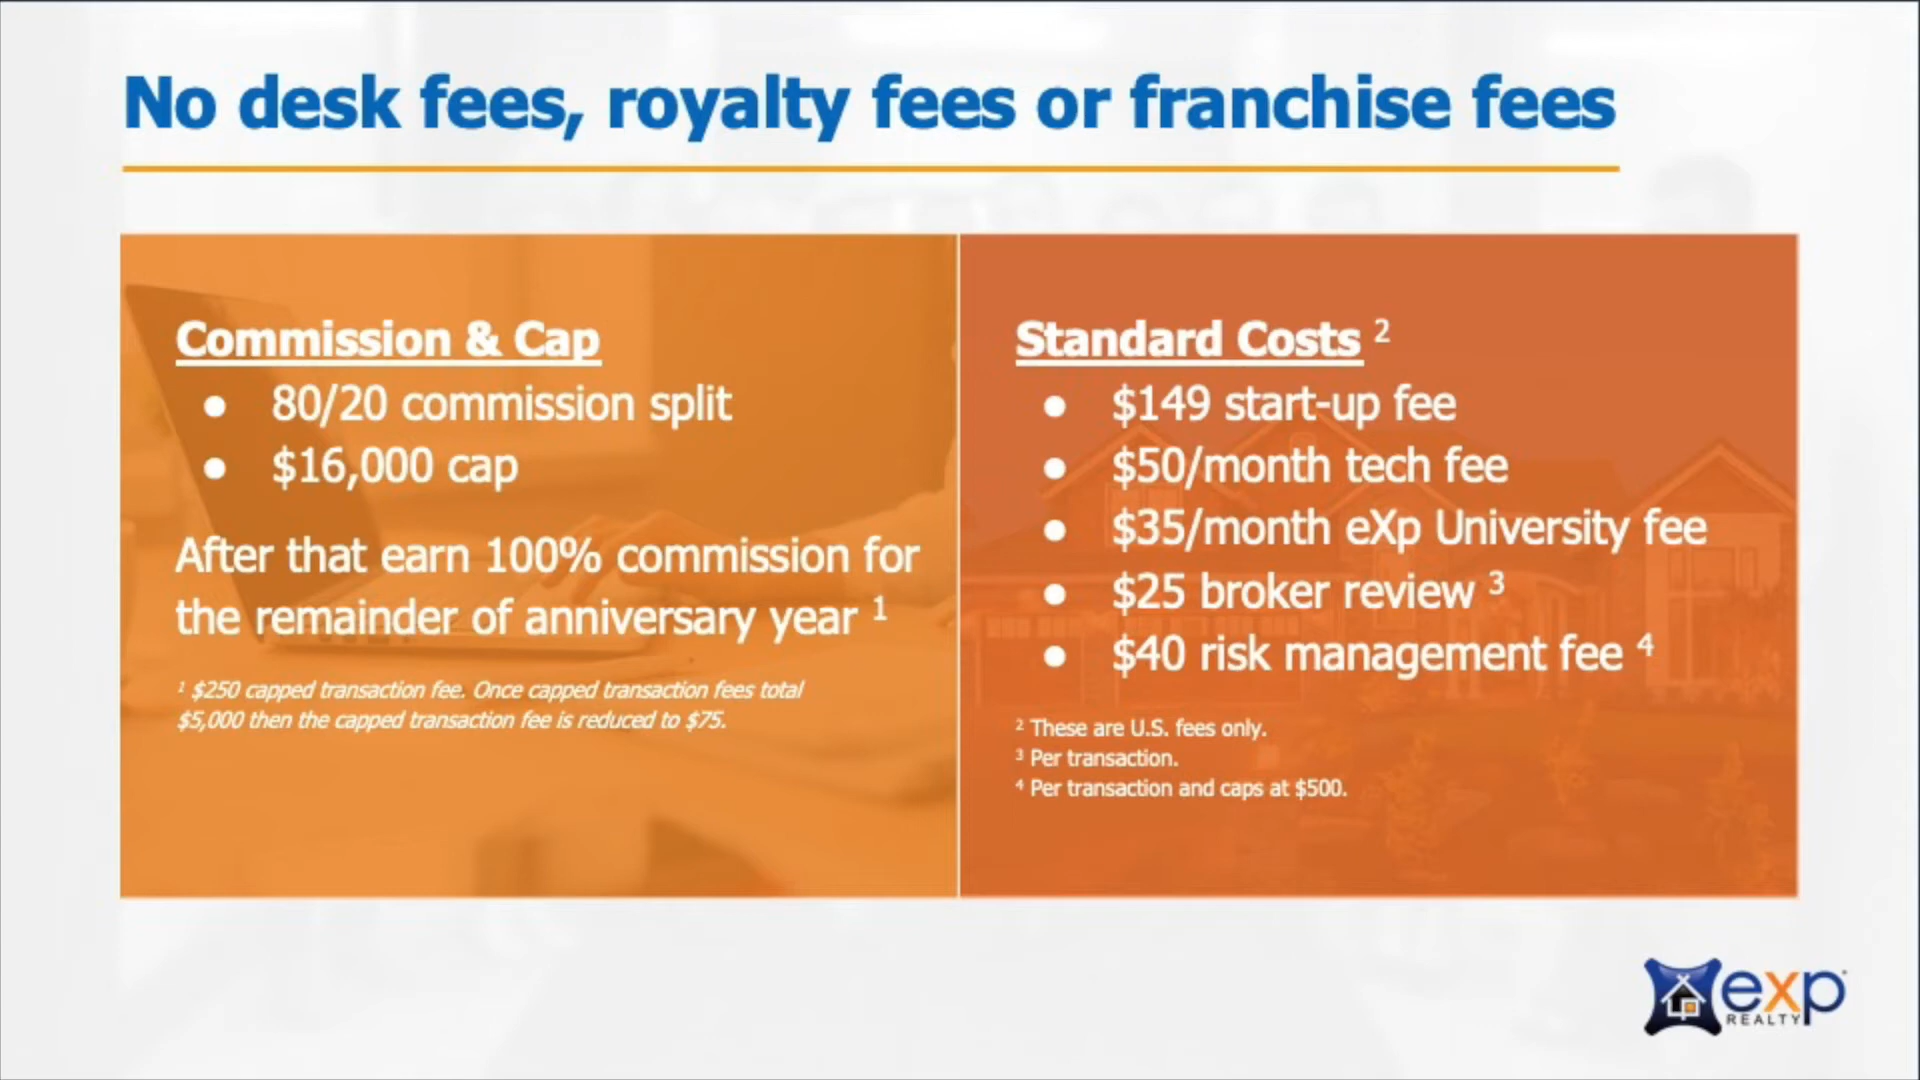 No desk fees, royalty fees or franchise fees
Commission & Cap
● 80/20 commission split
● $16,000 cap
After that earn 100% commission for
the remainder of anniversary year ¹
¹ $250 capped transaction fee. Once capped transaction fees total
$5,000 then the capped transaction fee is reduced to $75.
Standard Costs ²
● $149 start-up fee
● $50/month tech fee
● $35/month eXp University fee
● $25 broker review ³
● $40 risk management fee ⁴
² These are U.S. fees only.
³ Per transaction.
⁴ Per transaction and caps at $500.
exp
REALTY